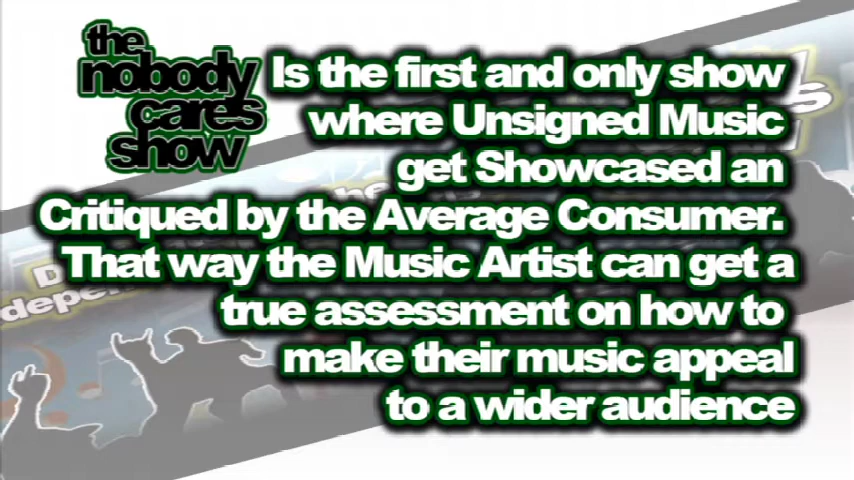 the
nobody
cares
show
Is the first and only show
where Unsigned Music
get Showcased an
Critiqued by the Average Consumer.
That way the Music Artist can get a
true assessment on how to
make their music appeal
to a wider audience